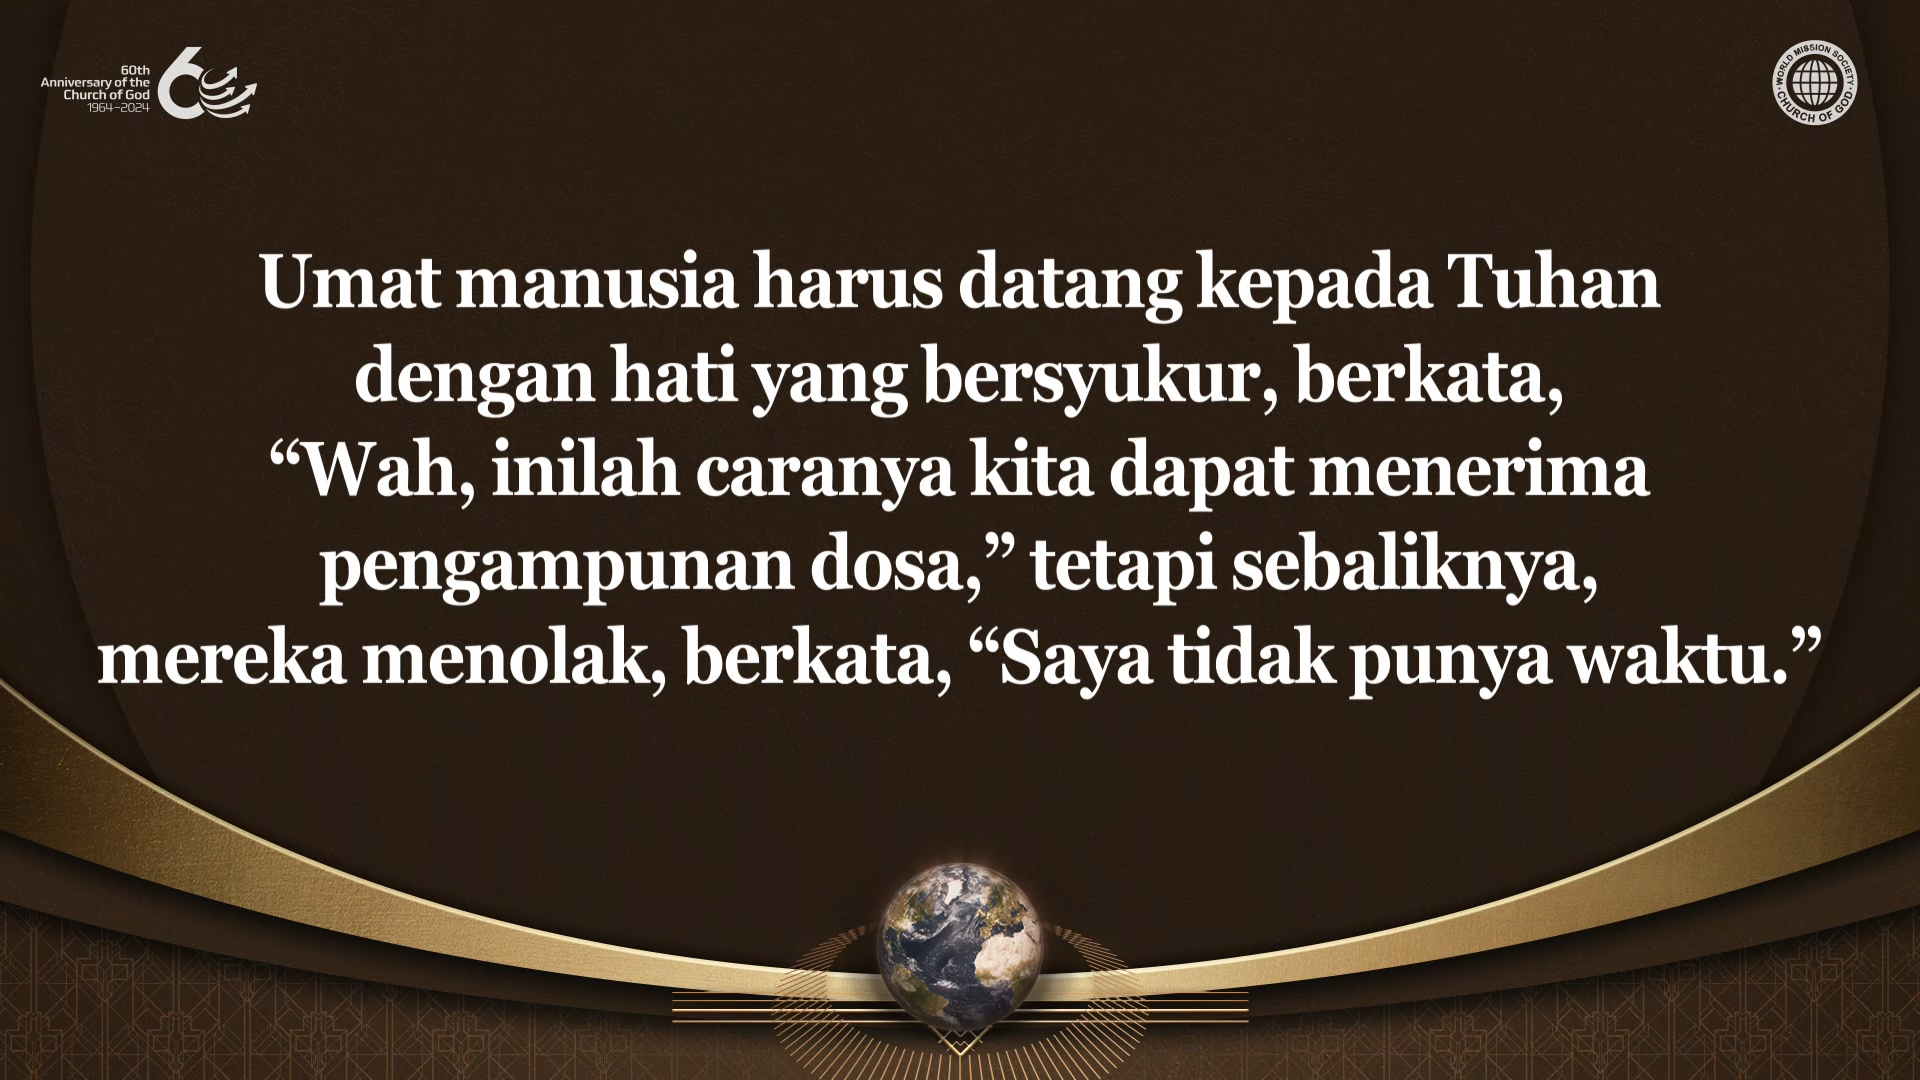 60th
Anniversary of the
Church of God
1964–2024
WORLD MISSION SOCIETY
CHURCH OF GOD
Umat manusia harus datang kepada Tuhan
dengan hati yang bersyukur, berkata,
“Wah, inilah caranya kita dapat menerima
pengampunan dosa,” tetapi sebaliknya,
mereka menolak, berkata, “Saya tidak punya waktu.”